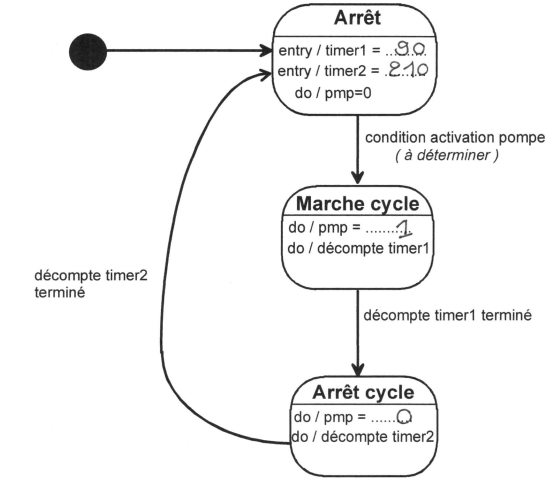 Arrêt
entry / timer1 = ..90..
entry / timer2 = .210.
do / pmp=0
condition activation pompe
( à déterminer )
Marche cycle
do / pmp = ........1.
do / décompte timer1
décompte timer2
terminé
décompte timer1 terminé
Arrêt cycle
do / pmp = ......0
do / décompte timer2